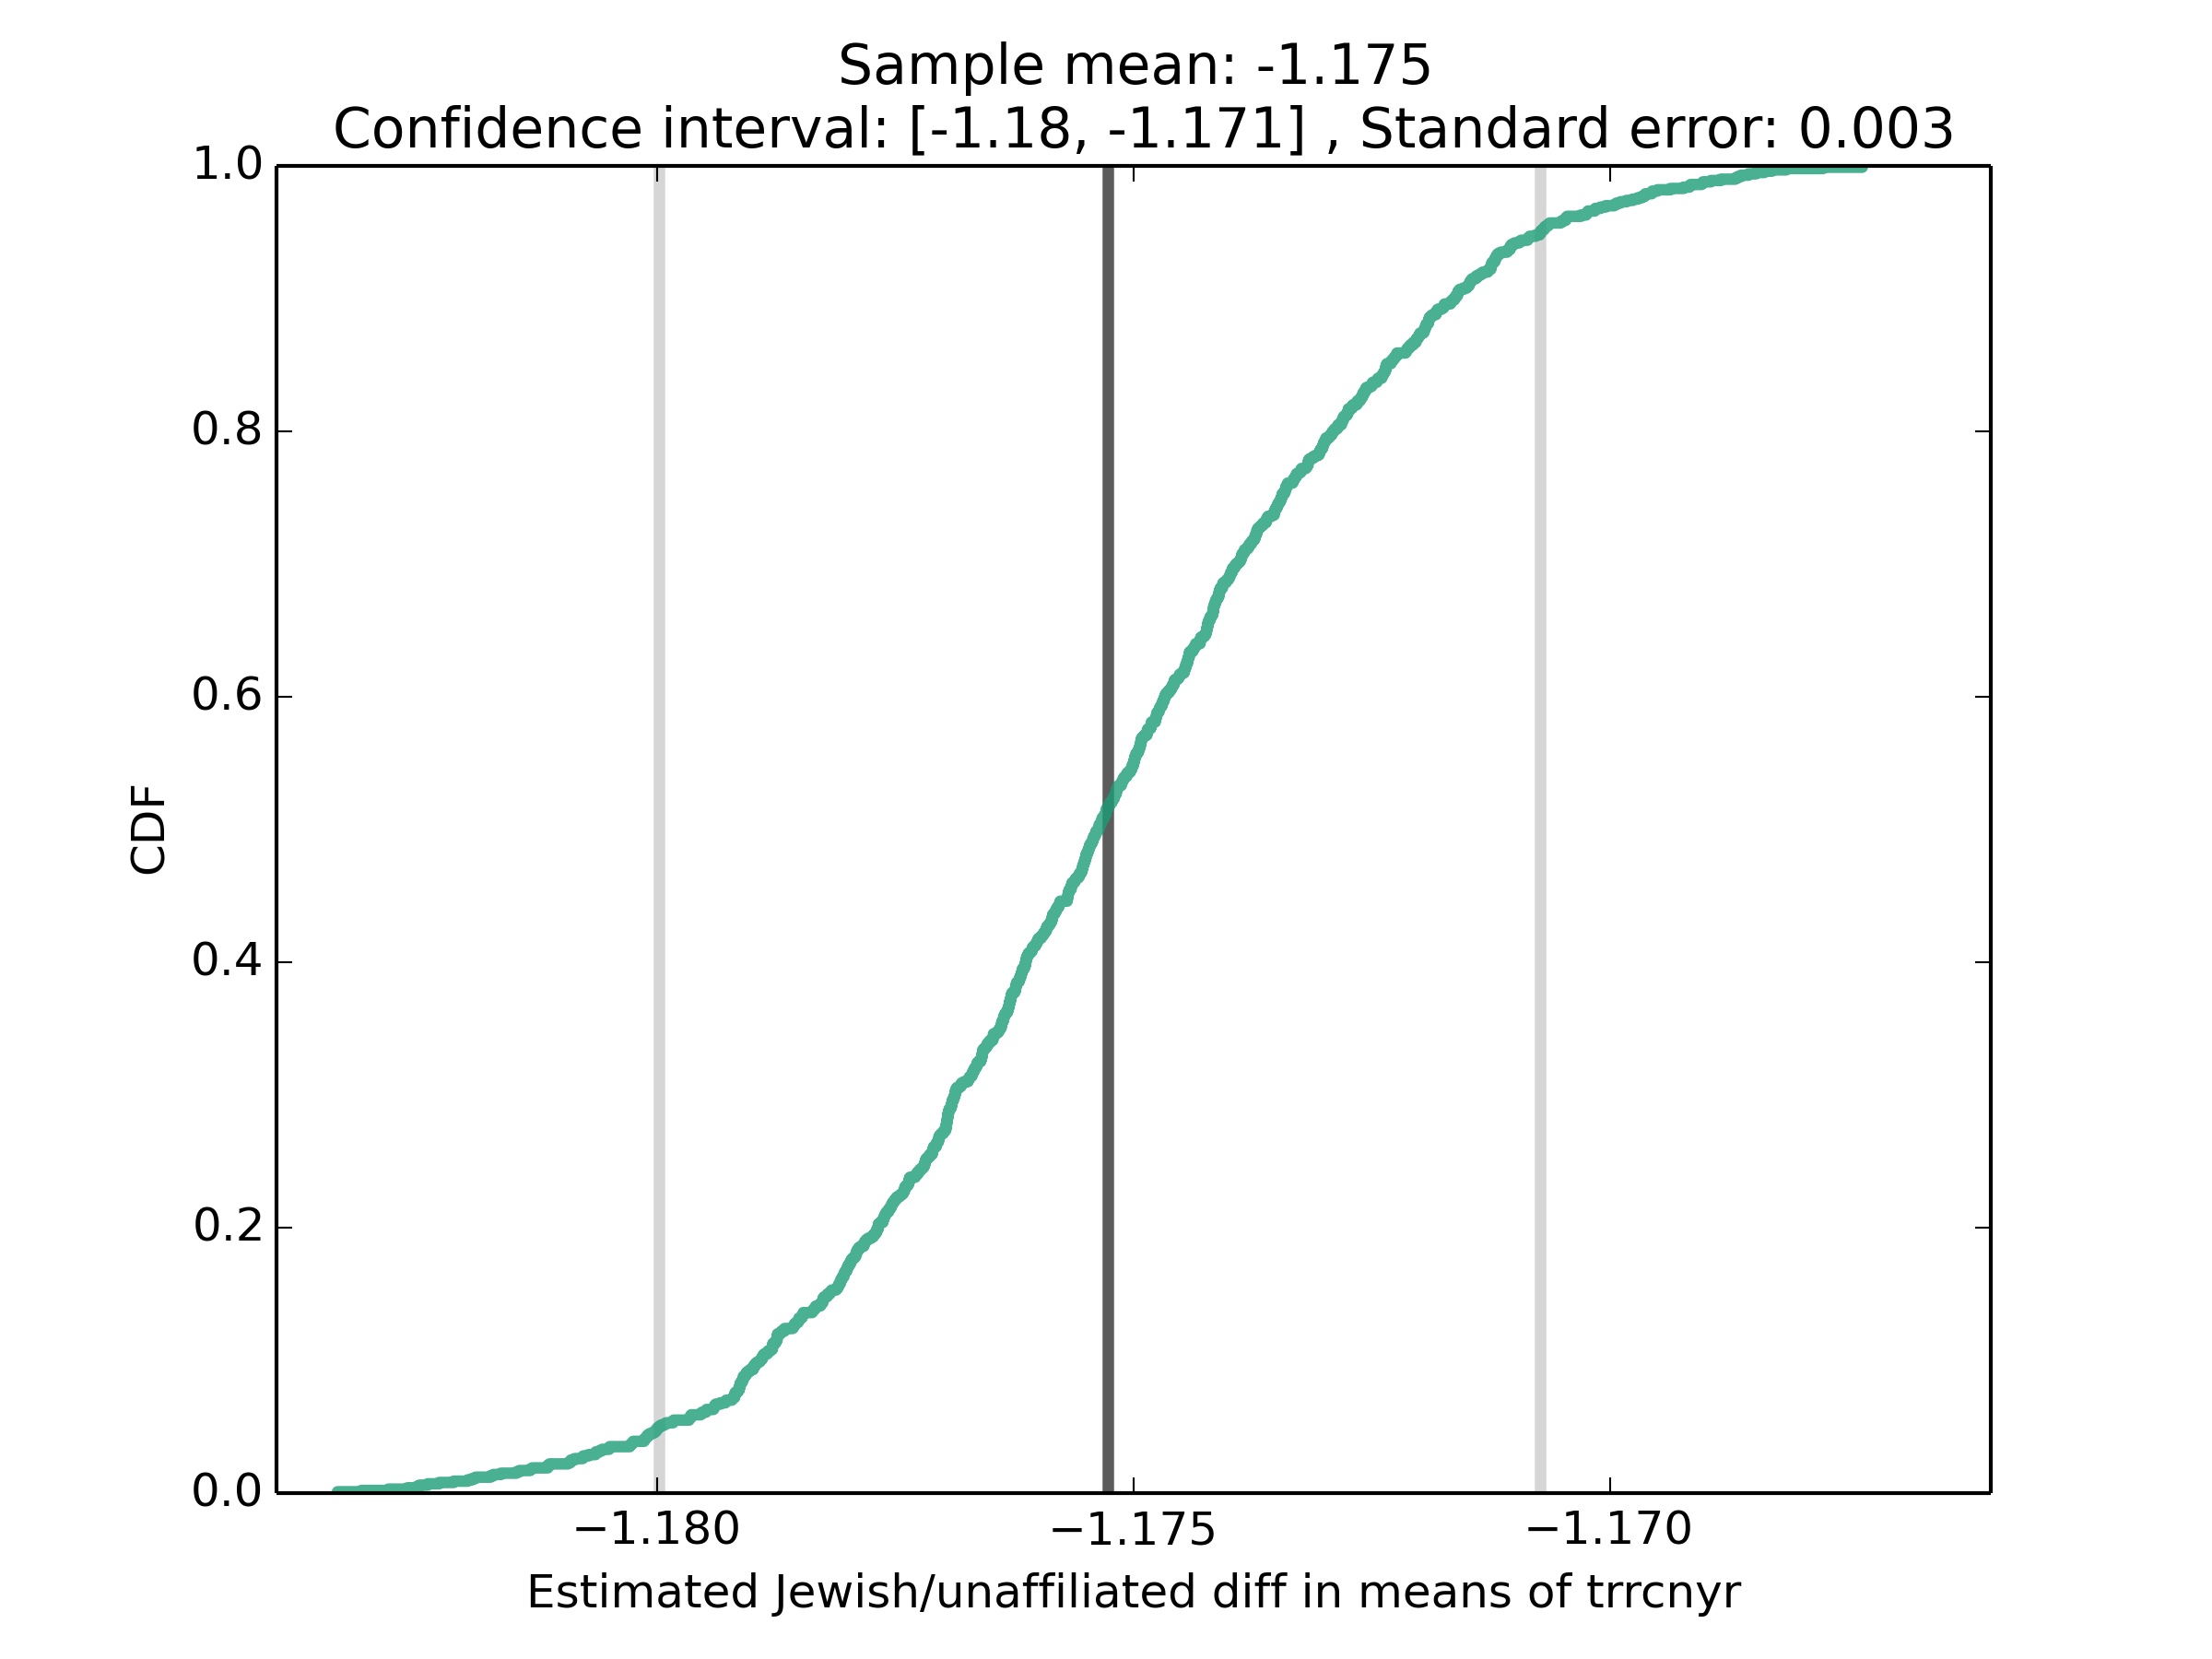 Sample mean: -1.175
Confidence interval: [-1.18, -1.171] , Standard error: 0.003
1.0
0.8
0.6
0.4
0.2
0.0
CDF
−1.180
−1.175
−1.170
Estimated Jewish/unaffiliated diff in means of trrcnyr